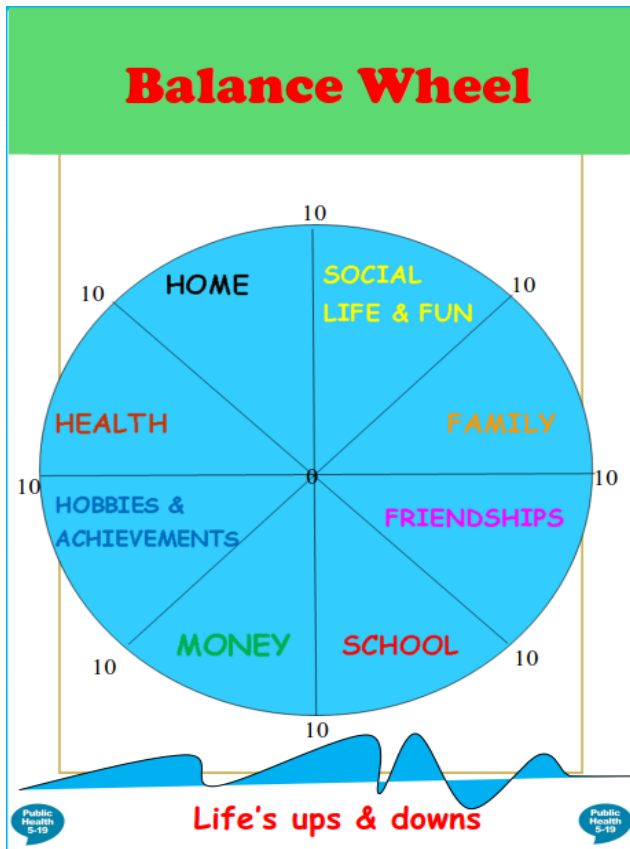 Balance Wheel
10
10
10
HOME
SOCIAL
LIFE & FUN
HEALTH
FAMILY
10
0
10
HOBBIES &
ACHIEVEMENTS
FRIENDSHIPS
MONEY
SCHOOL
10
10
10
Life's ups & downs
Public
Health
5-19
Public
Health
5-19